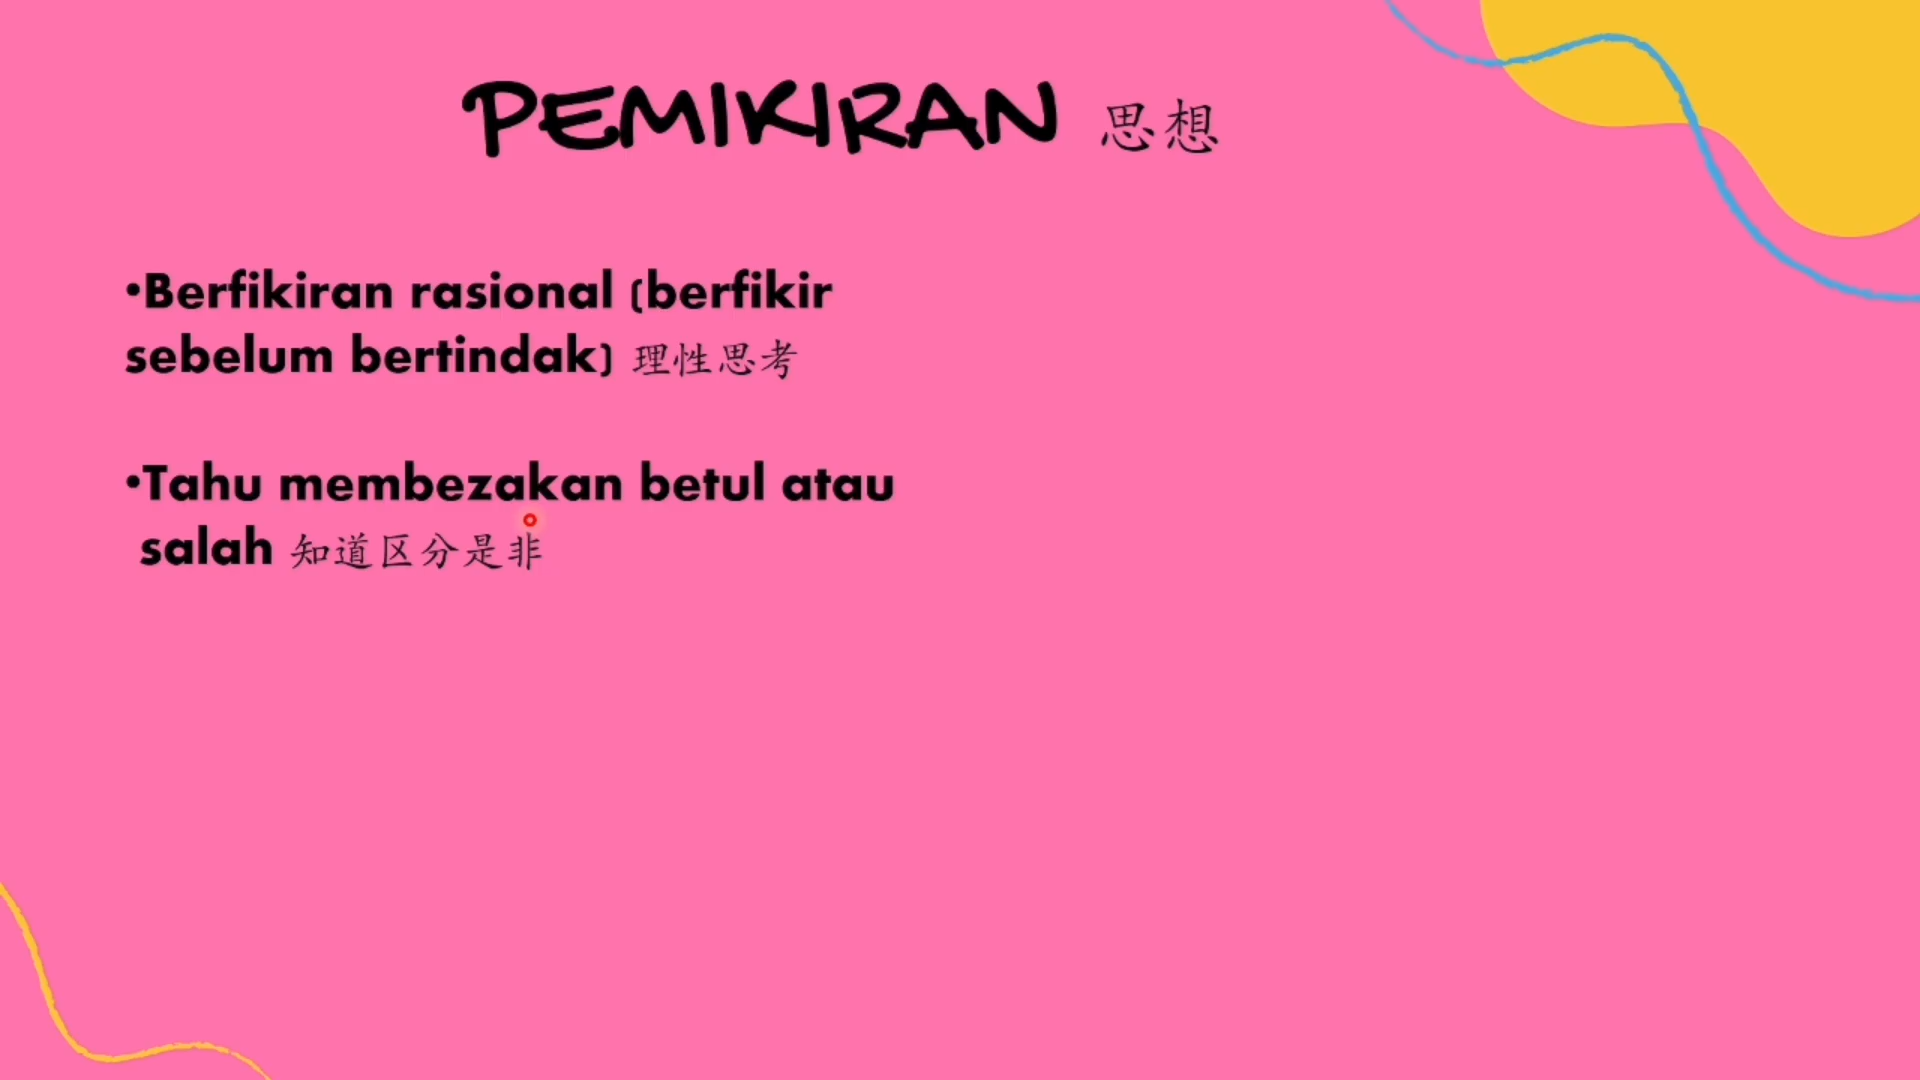 PEMIKIRAN 思想
•Berfikiran rasional (berfikir
sebelum bertindak) 理性思考
•Tahu membezakan betul atau
salah 知道区分是非